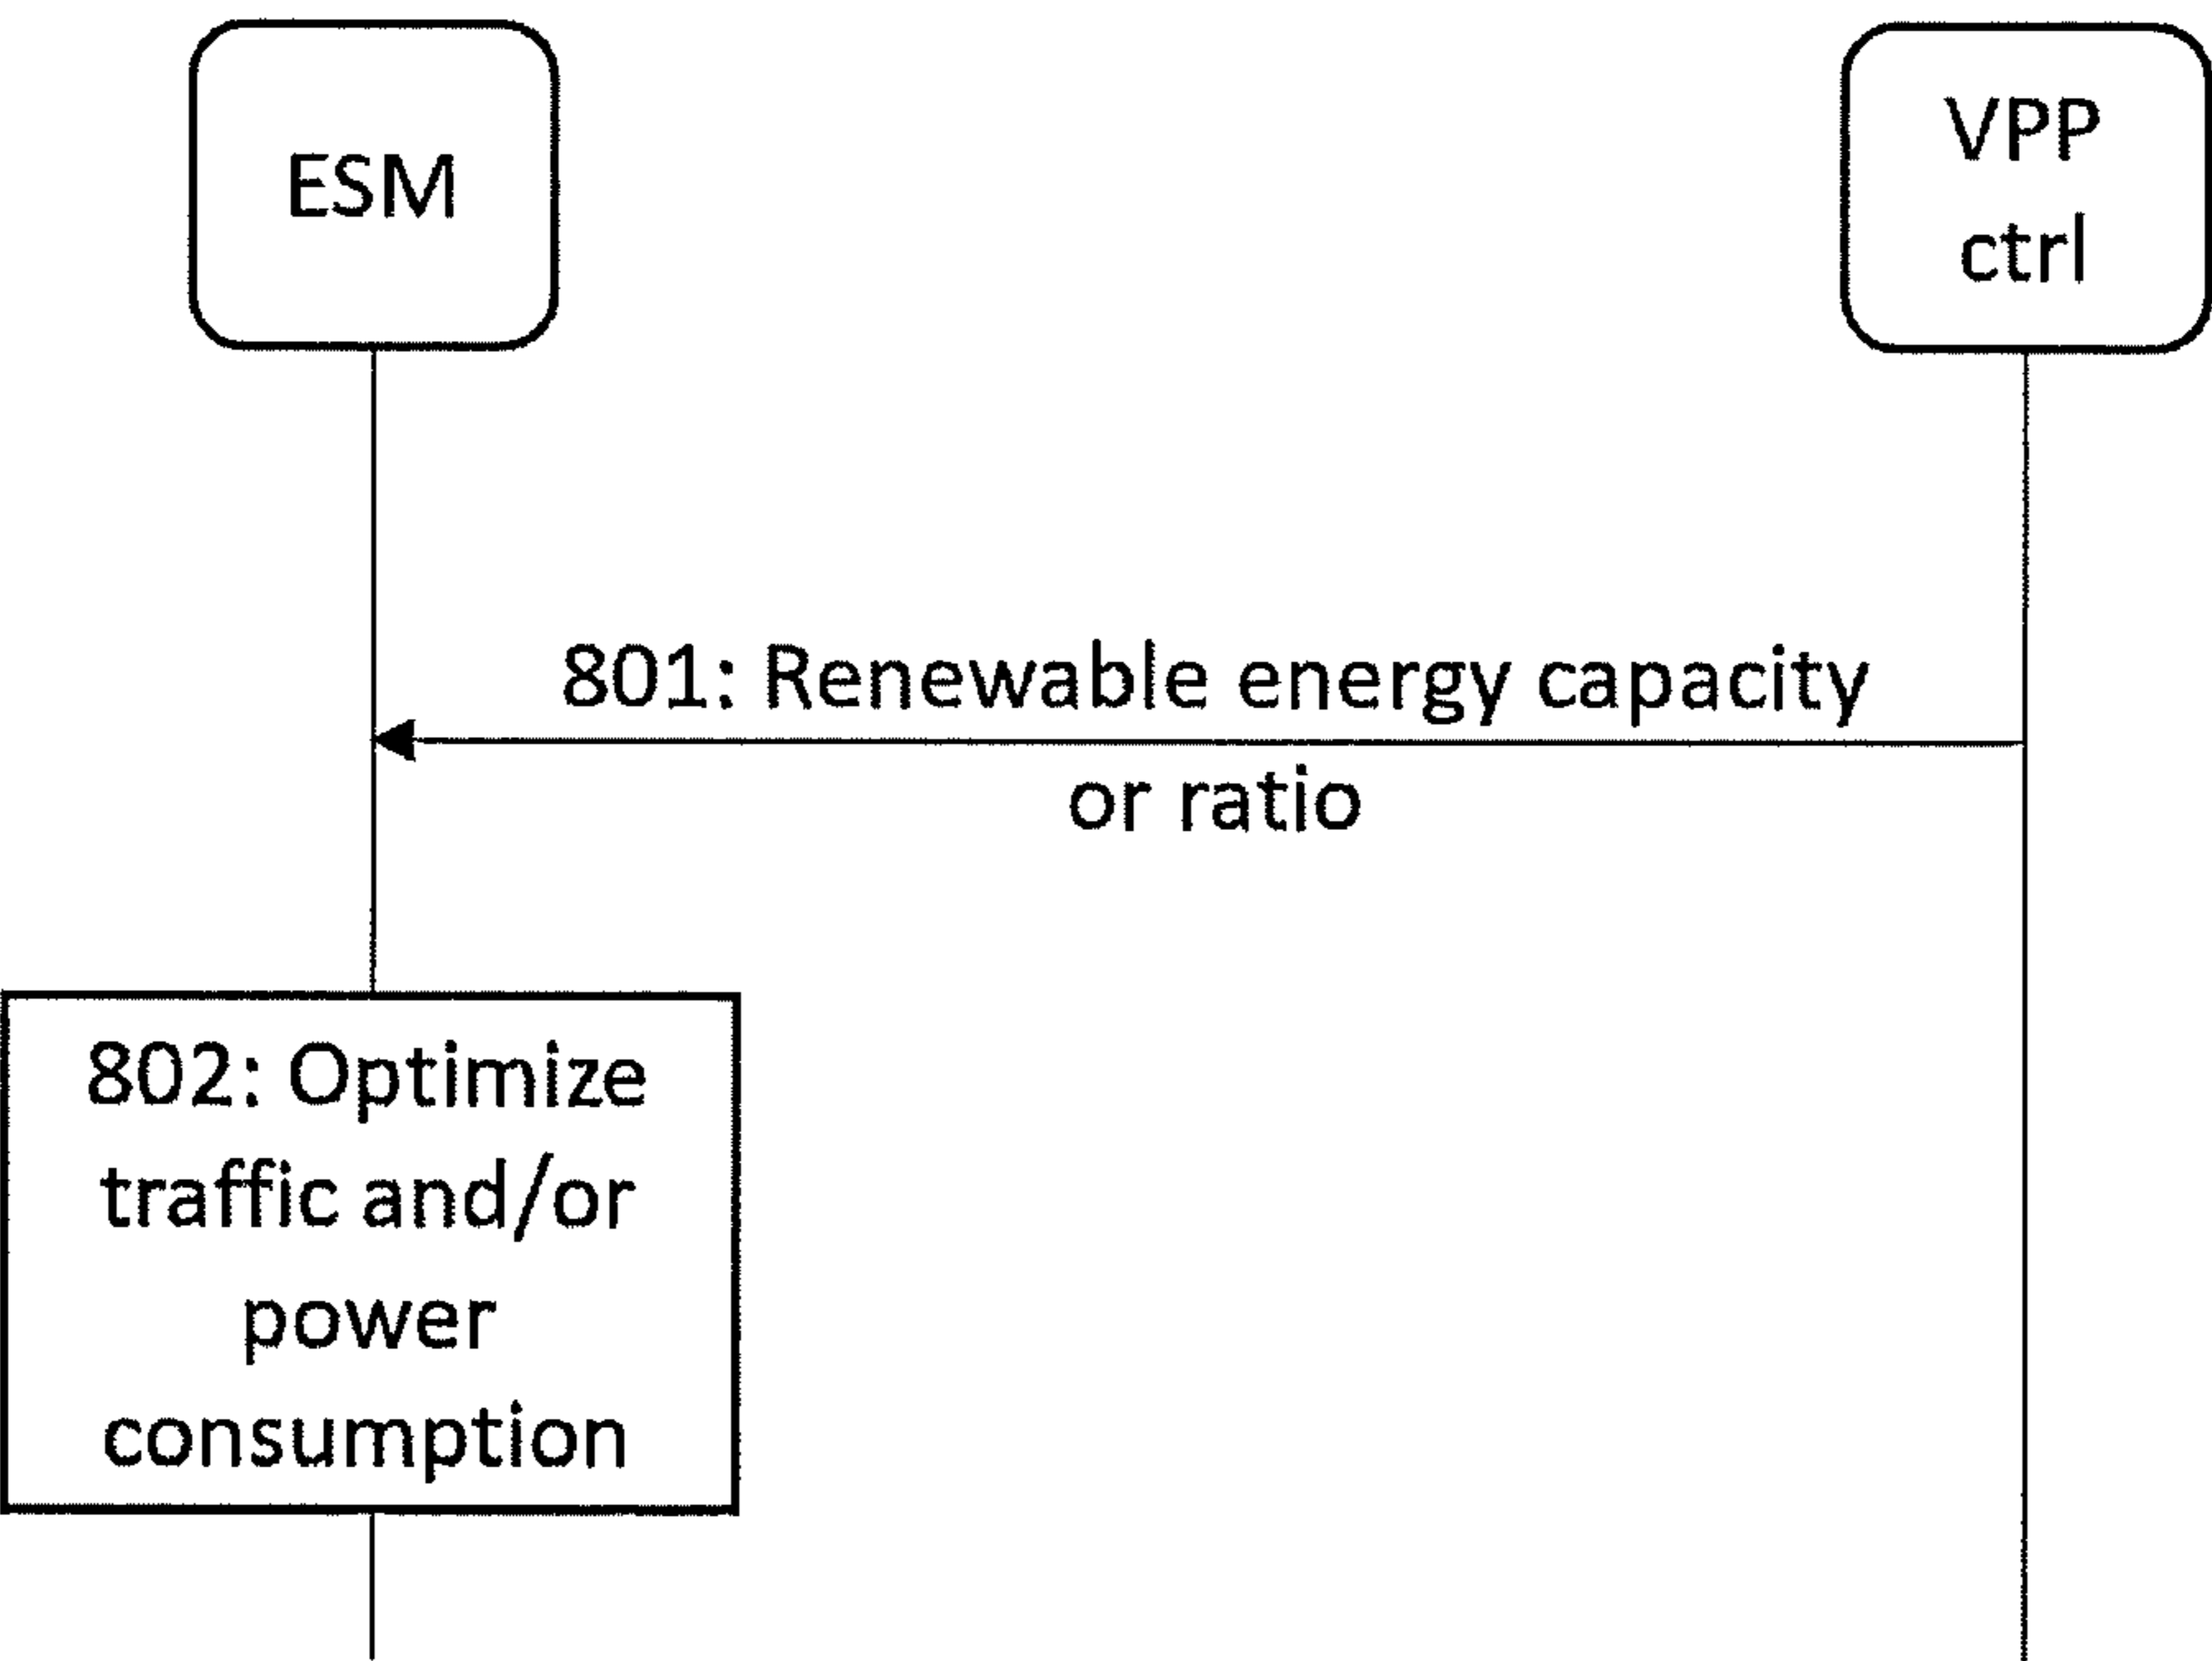 ESM
VPP
ctrl
801: Renewable energy capacity
or ratio
802: Optimize
traffic and/or
power
consumption